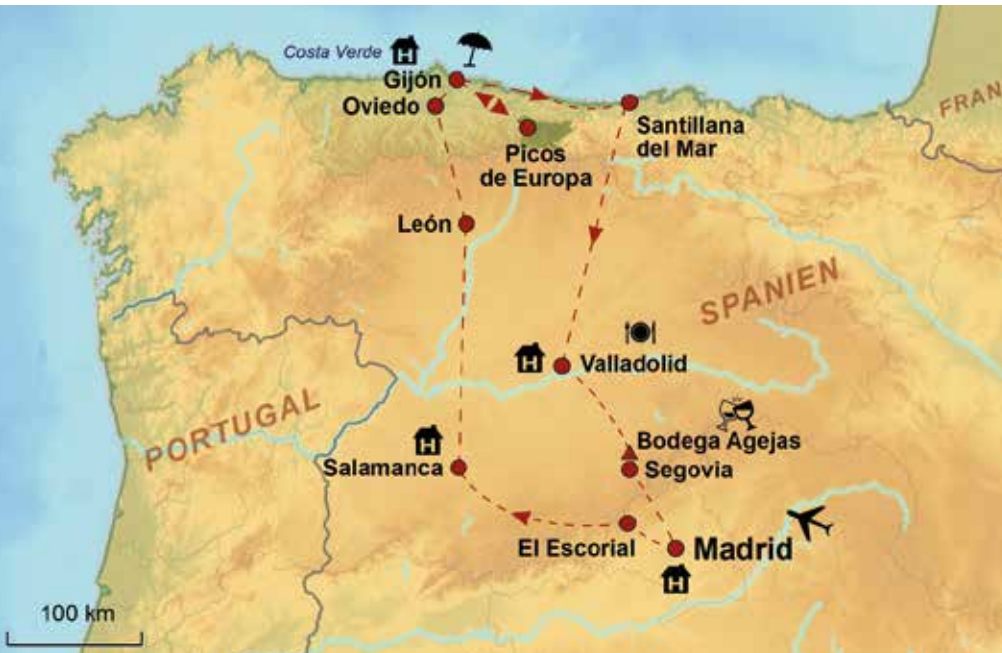 Costa Verde
H
Gijón
Oviedo
Santillana
del Mar
FRAN
Picos
de Europa
León
SPANIEN
H
Valladolid
PORTUGAL
H
Bodega Agejas
Salamanca
Segovia
El Escorial
Madrid
H
100 km